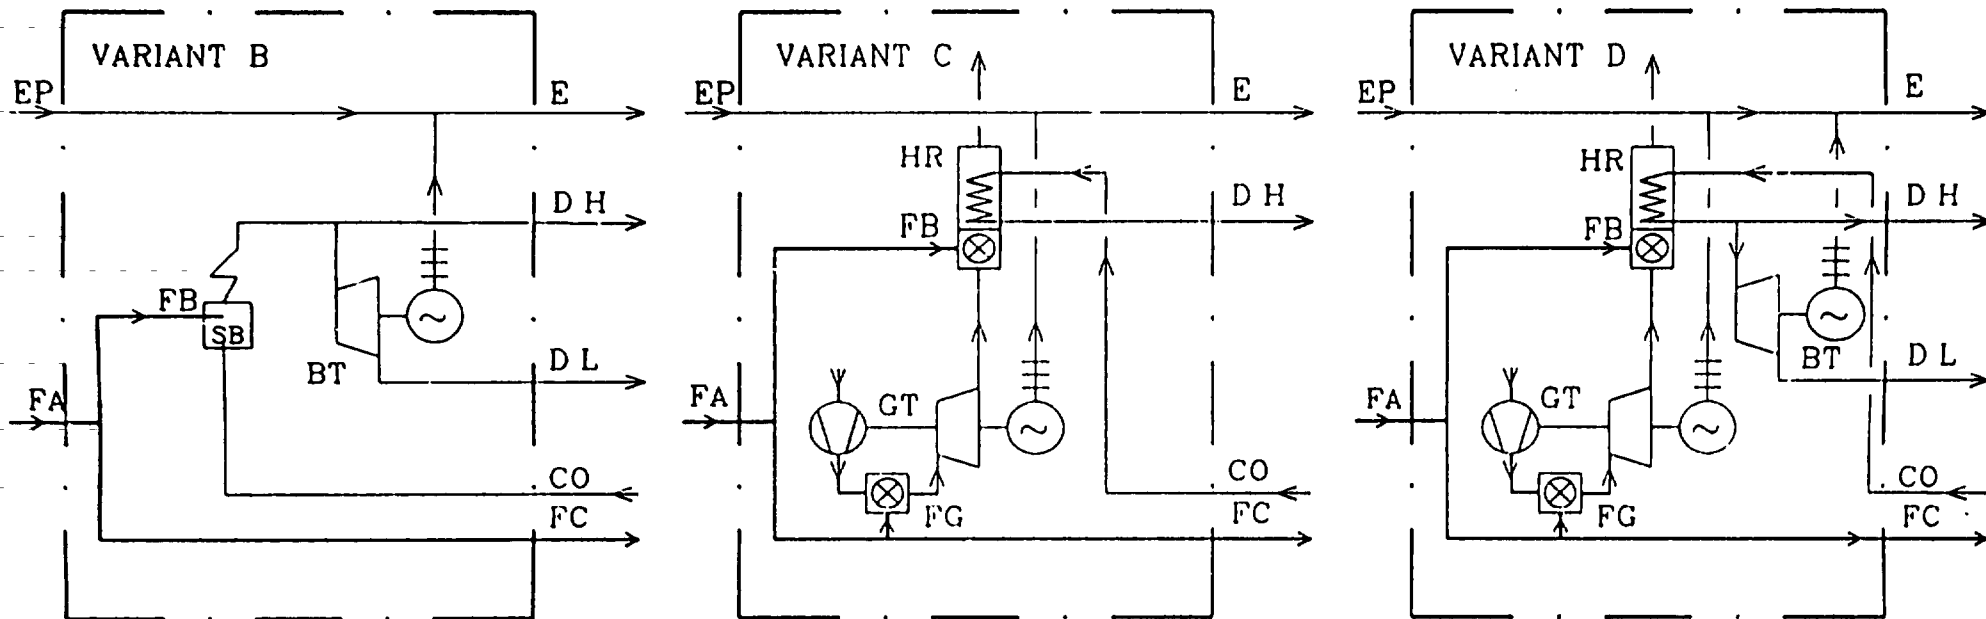 VARIANT B
EP
E
D H
FB
SB
BT
D L
FA
CO
FC
VARIANT C
EP
E
HR
D H
FB
FA
GT
CO
FG
FC
VARIANT D
EP
E
HR
D H
FB
BT
D L
FA
GT
CO
FG
FC